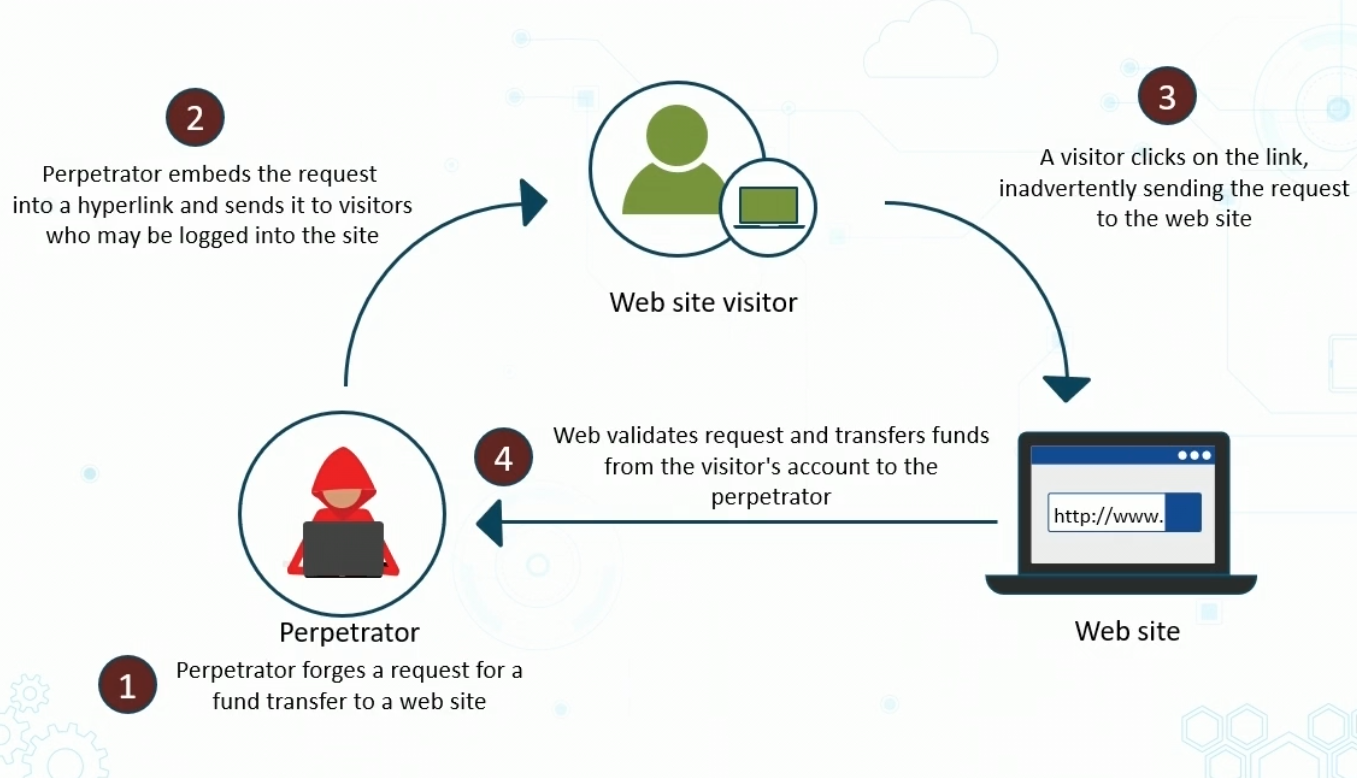 2
Perpetrator embeds the request
into a hyperlink and sends it to visitors
who may be logged into the site
Web site visitor
3
A visitor clicks on the link,
inadvertently sending the request
to the web site
4
Web validates request and transfers funds
from the visitor's account to the
perpetrator
http://www.
Web site
Perpetrator
1
Perpetrator forges a request for a
fund transfer to a web site